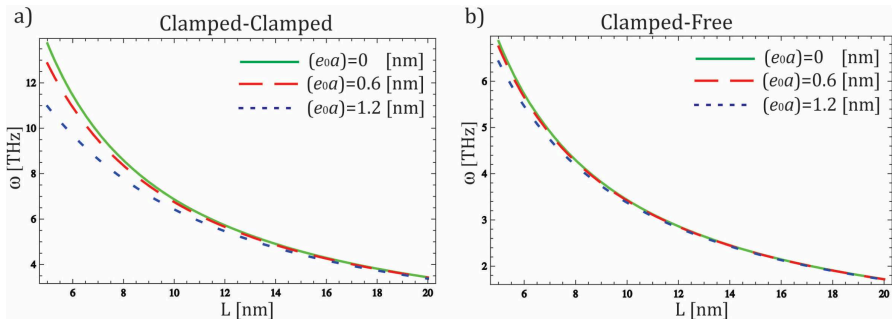 a) Clamped-Clamped
(e₀a)=0 [nm]
(e₀a)=0.6 [nm]
(e₀a)=1.2 [nm]
ω [THz]
12
10
8
6
4
6 8 10 12 14 16 18 20
L [nm]
b) Clamped-Free
(e₀a)=0 [nm]
(e₀a)=0.6 [nm]
(e₀a)=1.2 [nm]
ω [THz]
6
5
4
3
2
6 8 10 12 14 16 18 20
L [nm]